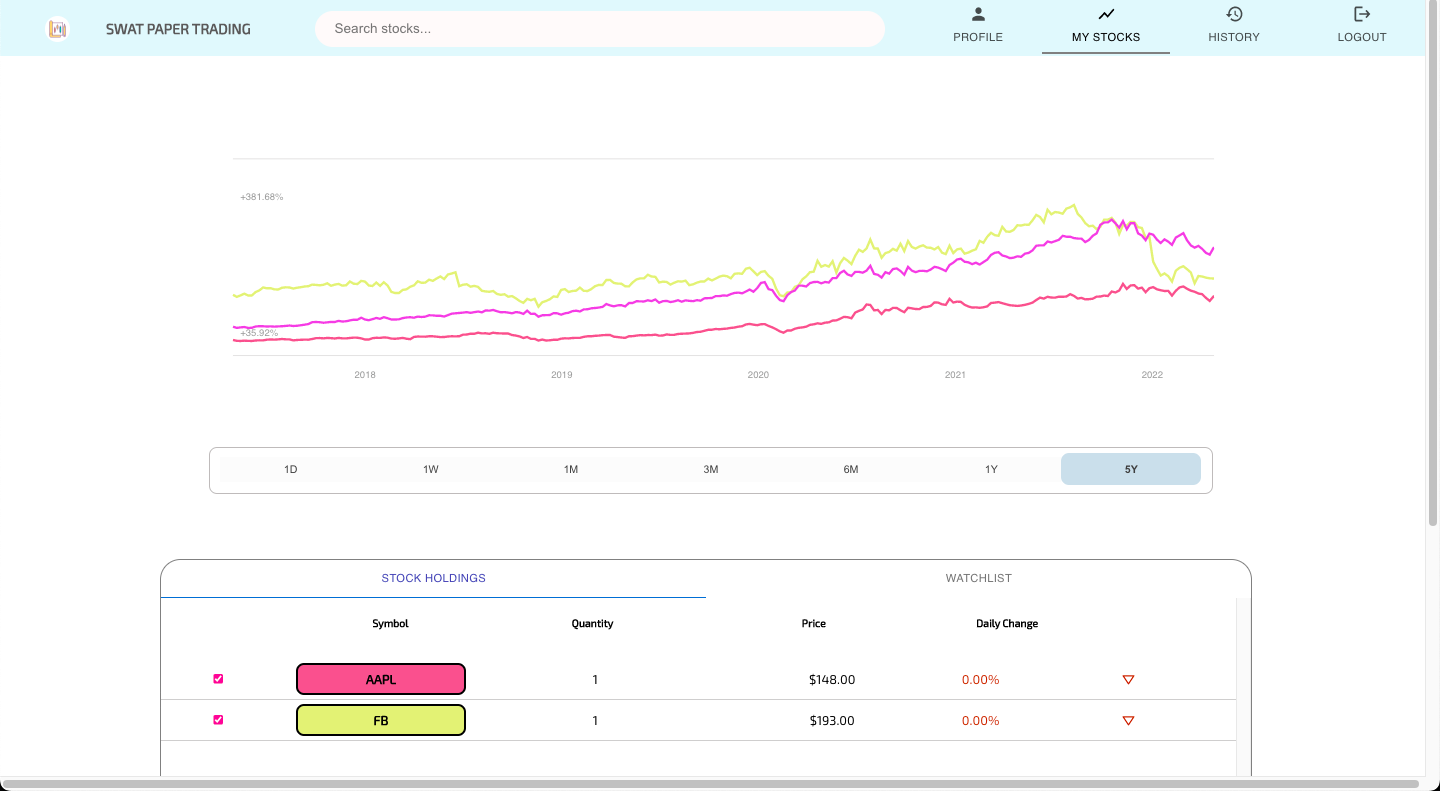 SWAT PAPER TRADING
Search stocks...
PROFILE
MY STOCKS
HISTORY
LOGOUT
+381.68%
+35.92%
2018 2019 2020 2021 2022
1D 1W 1M 3M 6M 1Y 5Y
STOCK HOLDINGS WATCHLIST
Symbol Quantity Price Daily Change
AAPL 1 $148.00 0.00%
FB 1 $193.00 0.00%